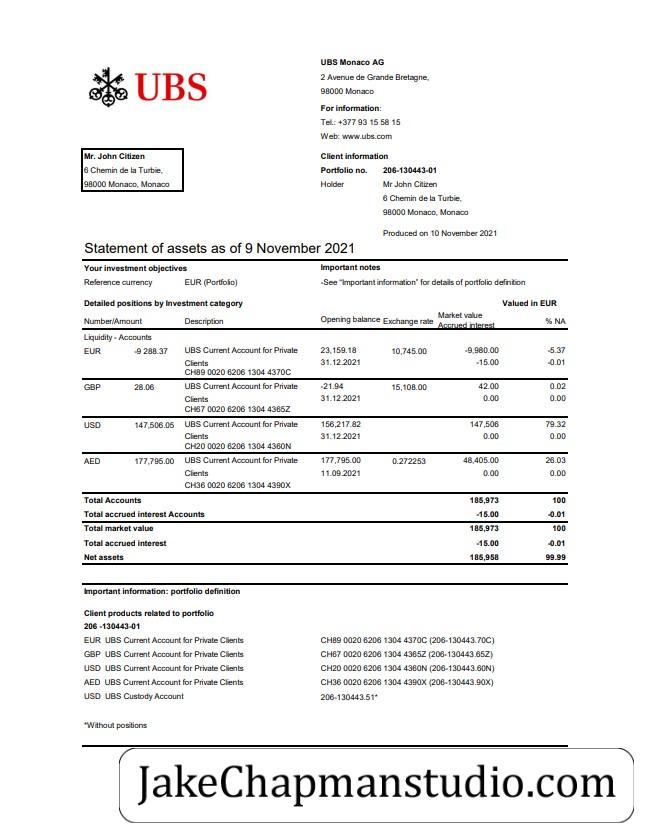 UBS
UBS Monaco AG
2 Avenue de Grande Bretagne,
98000 Monaco
For information:
Tel.: +377 93 15 58 15
Web: www.ubs.com
Mr. John Citizen
6 Chemin de la Turbie,
98000 Monaco, Monaco
Client information
Portfolio no. 206-130443-01
Holder Mr John Citizen
6 Chemin de la Turbie,
98000 Monaco, Monaco
Produced on 10 November 2021
Statement of assets as of 9 November 2021
Your investment objectives Important notes
Reference currency EUR (Portfolio) -See “Important information” for details of portfolio definition
Detailed positions by Investment category Valued in EUR
Number/Amount Description Opening balance Exchange rate Market value % NA
Accrued interest
Liquidity - Accounts
EUR -9 288.37 UBS Current Account for Private 23,159.18 10,745.00 -9,980.00 -5.37
Clients 31.12.2021 -15.00 -0.01
CH89 0020 6206 1304 4370C
GBP 28.06 UBS Current Account for Private -21.94 15,108.00 42.00 0.02
Clients 31.12.2021 0.00 0.00
CH67 0020 6206 1304 4365Z
USD 147,506.05 UBS Current Account for Private 156,217.82 147,506 79.32
Clients 31.12.2021 0.00 0.00
CH20 0020 6206 1304 4360N
AED 177,795.00 UBS Current Account for Private 177,795.00 0.272253 48,405.00 26.03
Clients 11.09.2021 0.00 0.00
CH36 0020 6206 1304 4390X
Total Accounts 185,973 100
Total accrued interest Accounts -15.00 -0.01
Total market value 185,973 100
Total accrued interest -15.00 -0.01
Net assets 185,958 99.99
Important information: portfolio definition
Client products related to portfolio
206 -130443-01
EUR UBS Current Account for Private Clients CH89 0020 6206 1304 4370C (206-130443.70C)
GBP UBS Current Account for Private Clients CH67 0020 6206 1304 4365Z (206-130443.65Z)
USD UBS Current Account for Private Clients CH20 0020 6206 1304 4360N (206-130443.60N)
AED UBS Current Account for Private Clients CH36 0020 6206 1304 4390X (206-130443.90X)
USD UBS Custody Account 206-130443.51*
*Without positions
JakeChapmanstudio.com